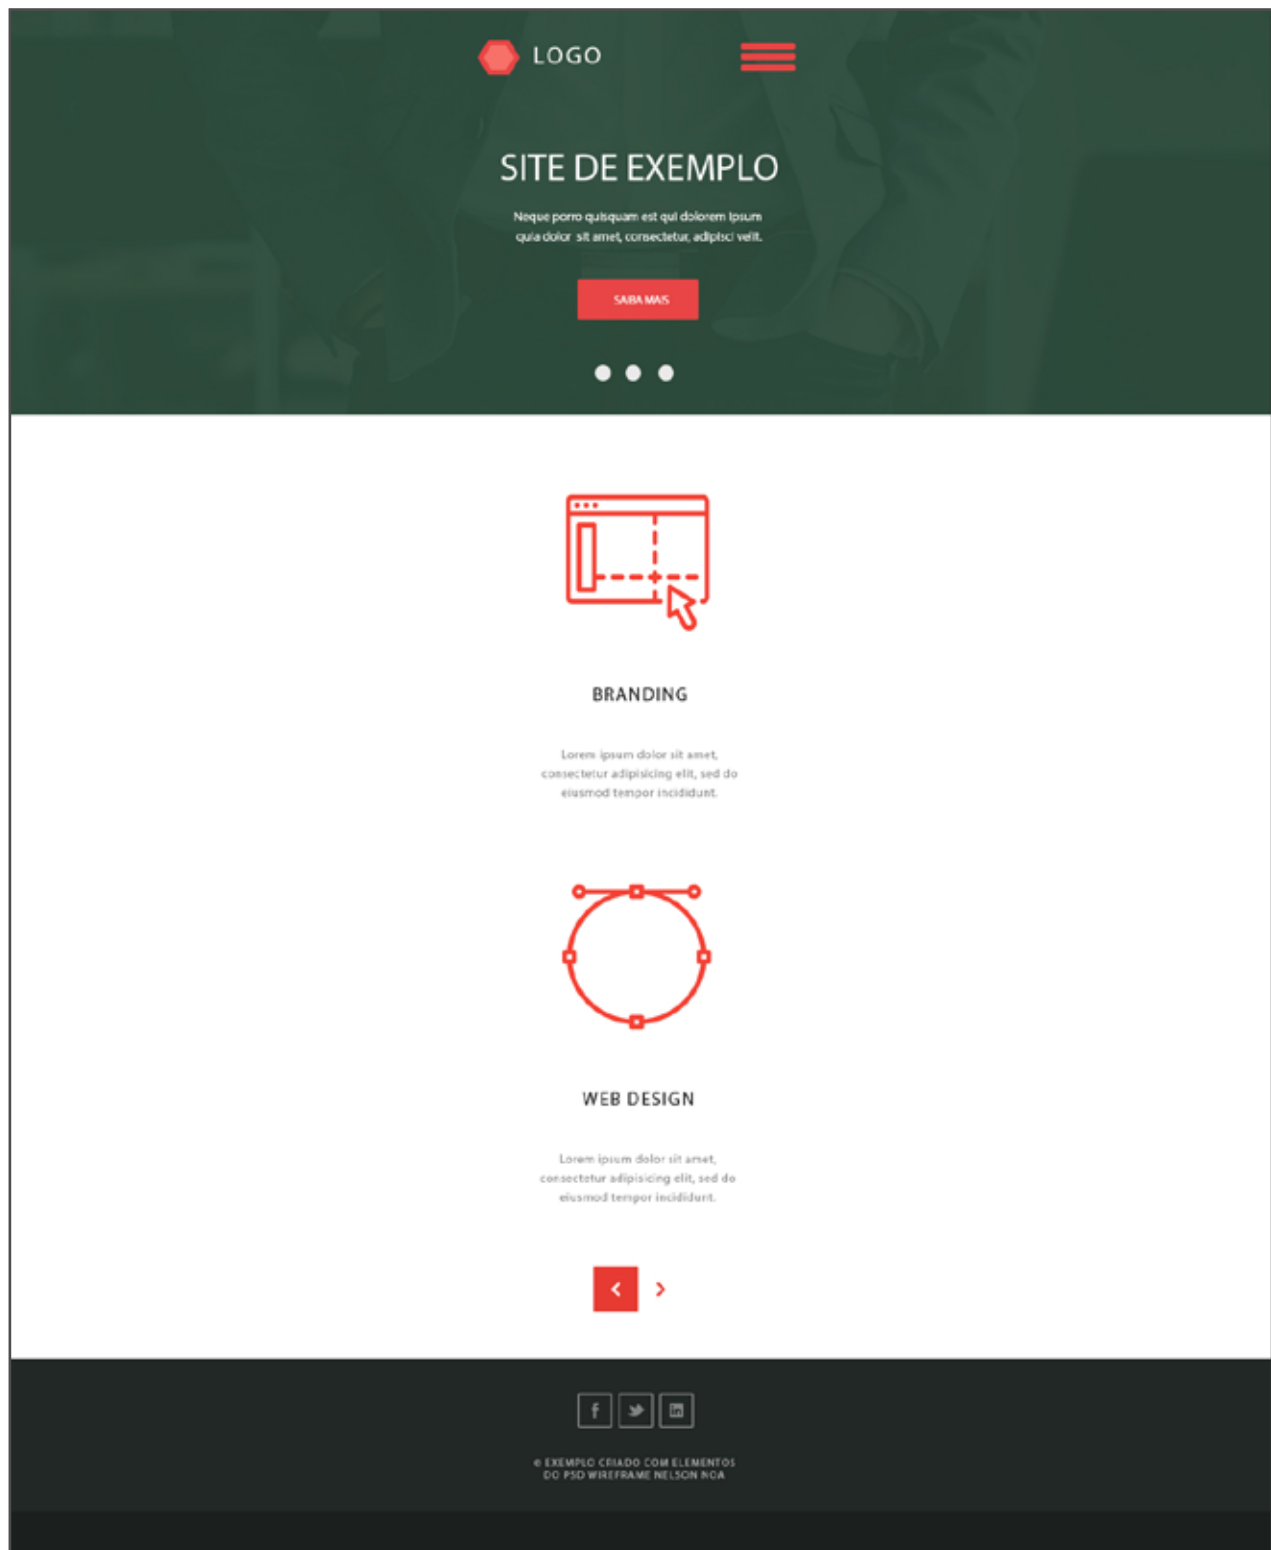 LOGO
SITE DE EXEMPLO
Neque porro quisquam est qui dolorem ipsum
quia dolor sit amet, consectetur, adipisci velit.
SAIBA MAIS
BRANDING
Lorem ipsum dolor sit amet,
consectetur adipisicing elit, sed do
eiusmod tempor incididunt.
WEB DESIGN
Lorem ipsum dolor sit amet,
consectetur adipisicing elit, sed do
eiusmod tempor incididunt.
f in
© EXEMPLO CRIADO COM ELEMENTOS
DO PSD WIREFRAME NELSON NOA